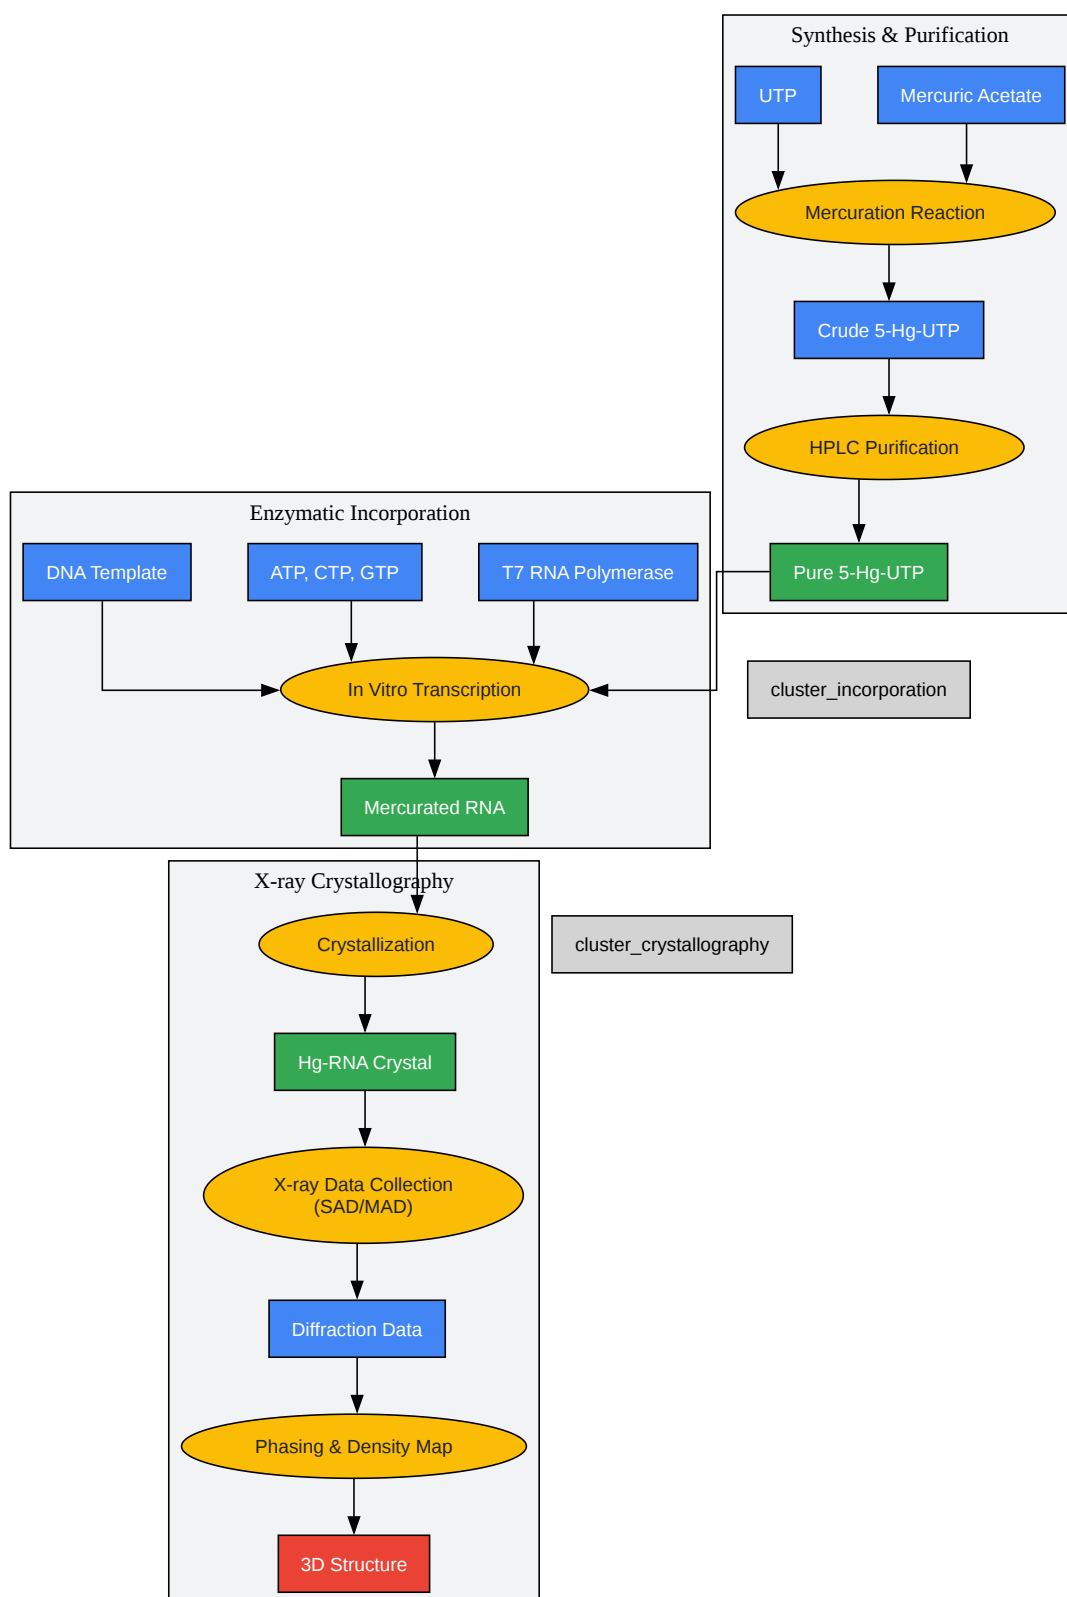 Synthesis & Purification
UTP
Mercuric Acetate
Mercuration Reaction
Crude 5-Hg-UTP
HPLC Purification
Pure 5-Hg-UTP
Enzymatic Incorporation
DNA Template
ATP, CTP, GTP
T7 RNA Polymerase
In Vitro Transcription
cluster_incorporation
Mercurated RNA
X-ray Crystallography
Crystallization
cluster_crystallography
Hg-RNA Crystal
X-ray Data Collection
(SAD/MAD)
Diffraction Data
Phasing & Density Map
3D Structure